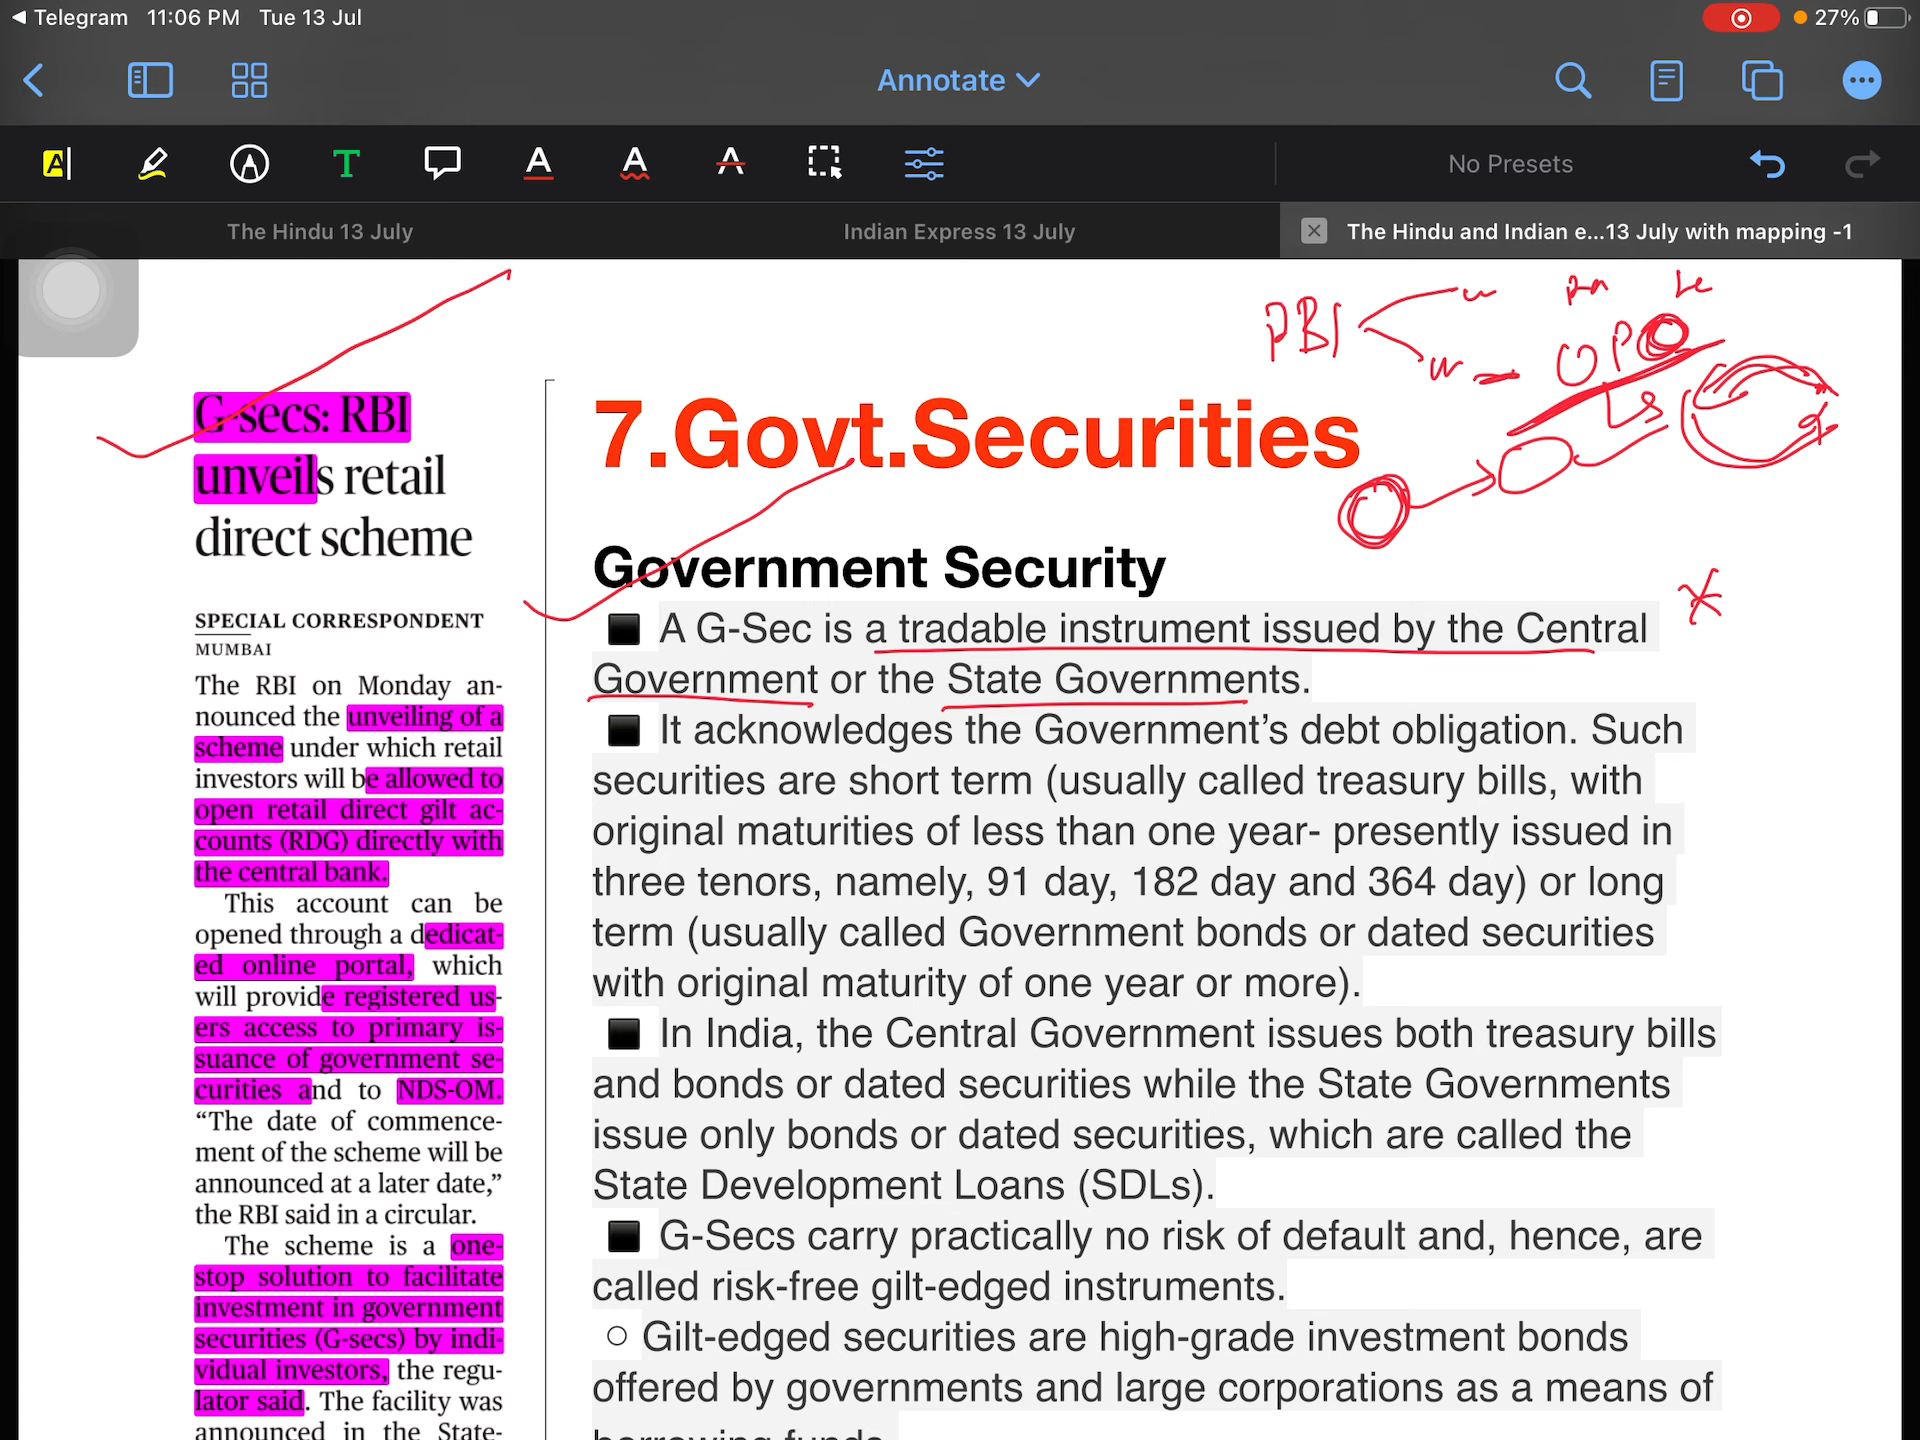 Telegram 11:06 PM Tue 13 Jul
27%
Annotate
No Presets
The Hindu 13 July
Indian Express 13 July
The Hindu and Indian e...13 July with mapping -1
G-secs: RBI
unveils retail
direct scheme
SPECIAL CORRESPONDENT
MUMBAI
The RBI on Monday an-
nounced the unveiling of a
scheme under which retail
investors will be allowed to
open retail direct gilt ac-
counts (RDG) directly with
the central bank.
This account can be
opened through a dedicat-
ed online portal, which
will provide registered us-
ers access to primary is-
suance of government se-
curities and to NDS-OM.
“The date of commence-
ment of the scheme will be
announced at a later date,”
the RBI said in a circular.
The scheme is a one-
stop solution to facilitate
investment in government
securities (G-secs) by indi-
vidual investors, the regu-
lator said. The facility was
announced in the State-
7.Govt.Securities
Government Security
A G-Sec is a tradable instrument issued by the Central
Government or the State Governments.
It acknowledges the Government’s debt obligation. Such
securities are short term (usually called treasury bills, with
original maturities of less than one year- presently issued in
three tenors, namely, 91 day, 182 day and 364 day) or long
term (usually called Government bonds or dated securities
with original maturity of one year or more).
In India, the Central Government issues both treasury bills
and bonds or dated securities while the State Governments
issue only bonds or dated securities, which are called the
State Development Loans (SDLs).
G-Secs carry practically no risk of default and, hence, are
called risk-free gilt-edged instruments.
Gilt-edged securities are high-grade investment bonds
offered by governments and large corporations as a means of
borrowing funds.